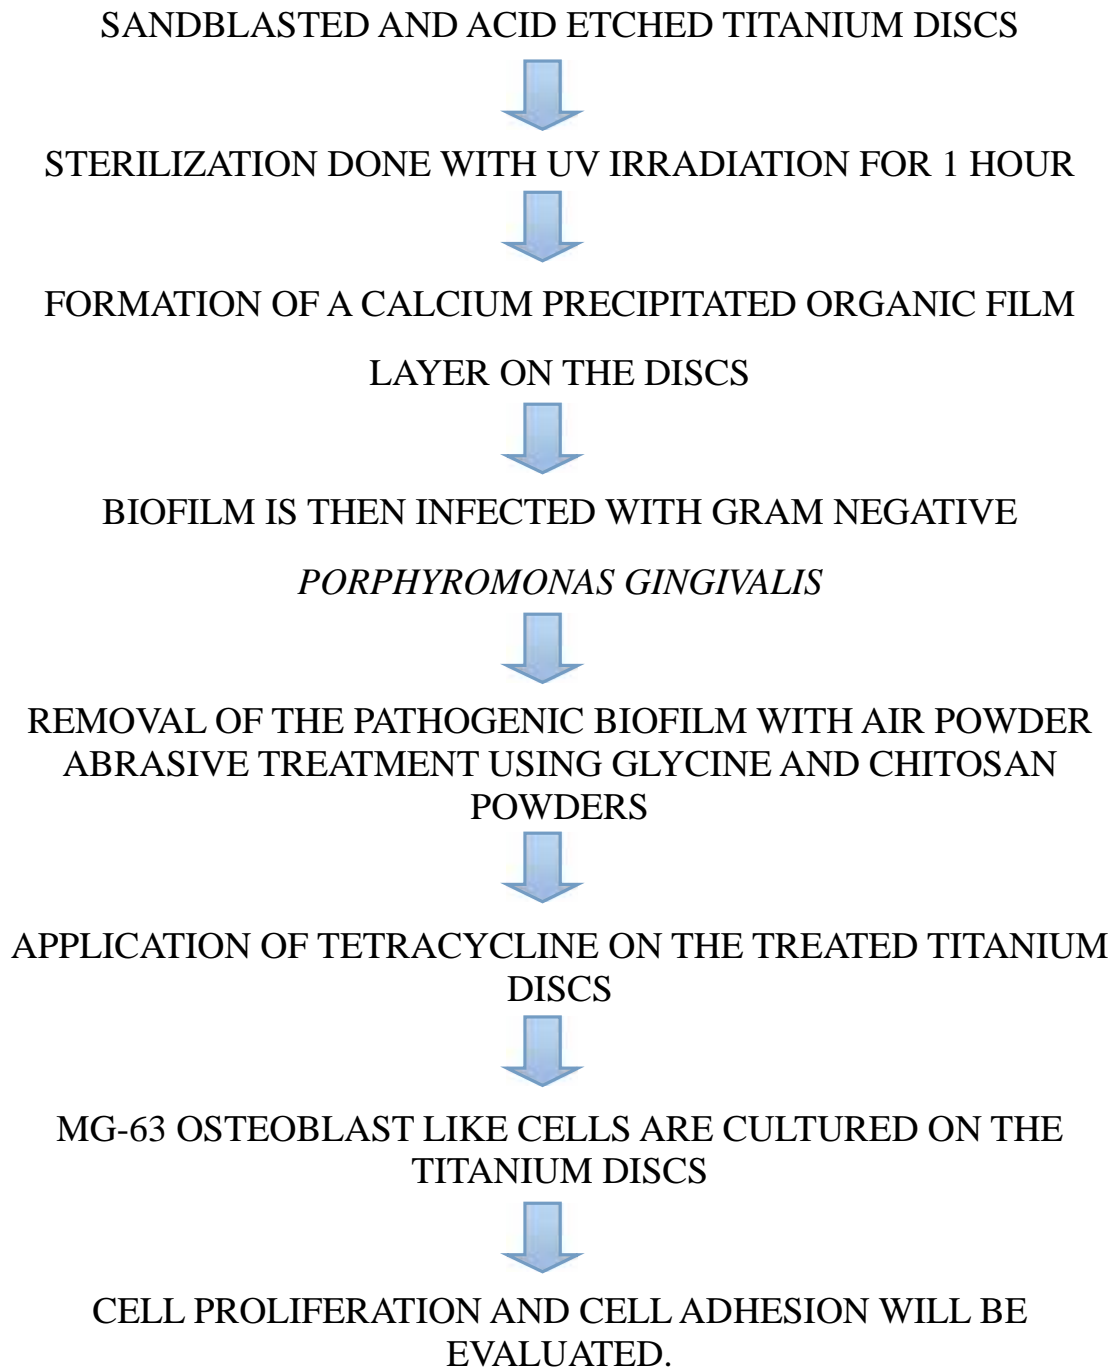 SANDBLASTED AND ACID ETCHED TITANIUM DISCS
STERILIZATION DONE WITH UV IRRADIATION FOR 1 HOUR
FORMATION OF A CALCIUM PRECIPITATED ORGANIC FILM
LAYER ON THE DISCS
BIOFILM IS THEN INFECTED WITH GRAM NEGATIVE
PORPHYROMONAS GINGIVALIS
REMOVAL OF THE PATHOGENIC BIOFILM WITH AIR POWDER
ABRASIVE TREATMENT USING GLYCINE AND CHITOSAN
POWDERS
APPLICATION OF TETRACYCLINE ON THE TREATED TITANIUM
DISCS
MG-63 OSTEOBLAST LIKE CELLS ARE CULTURED ON THE
TITANIUM DISCS
CELL PROLIFERATION AND CELL ADHESION WILL BE
EVALUATED.